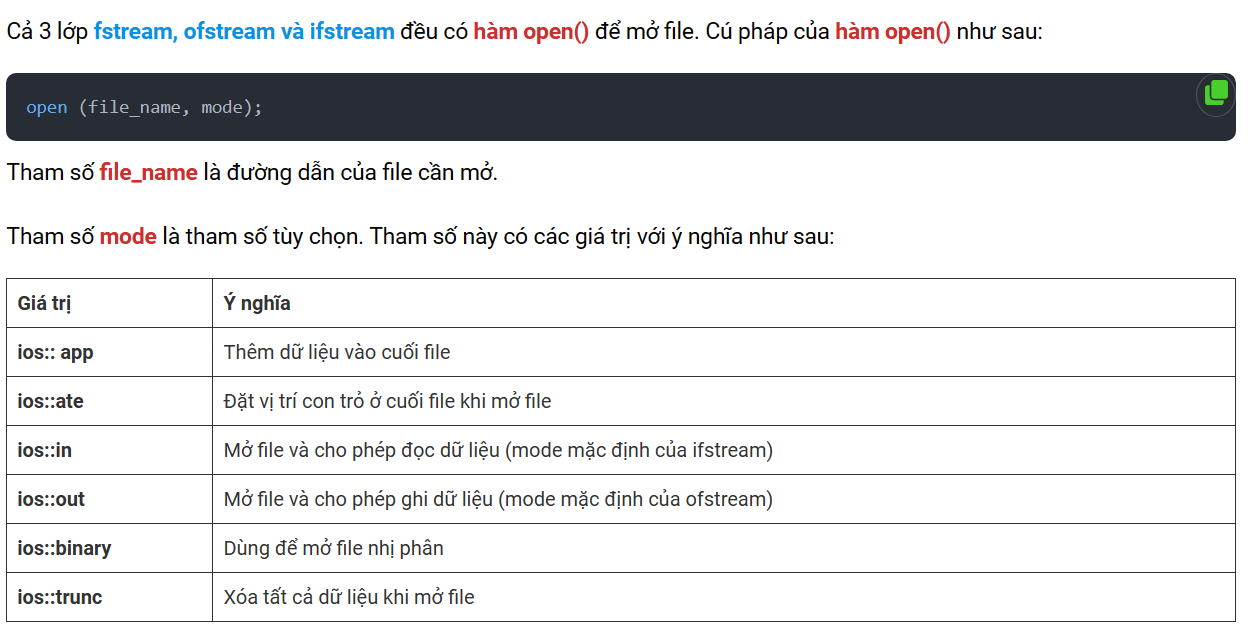 Cả 3 lớp fstream, ofstream và ifstream đều có hàm open() để mở file. Cú pháp của hàm open() như sau:
open (file_name, mode);
Tham số file_name là đường dẫn của file cần mở.
Tham số mode là tham số tùy chọn. Tham số này có các giá trị với ý nghĩa như sau:
Giá trị Ý nghĩa
ios:: app Thêm dữ liệu vào cuối file
ios::ate Đặt vị trí con trỏ ở cuối file khi mở file
ios::in Mở file và cho phép đọc dữ liệu (mode mặc định của ifstream)
ios::out Mở file và cho phép ghi dữ liệu (mode mặc định của ofstream)
ios::binary Dùng để mở file nhị phân
ios::trunc Xóa tất cả dữ liệu khi mở file